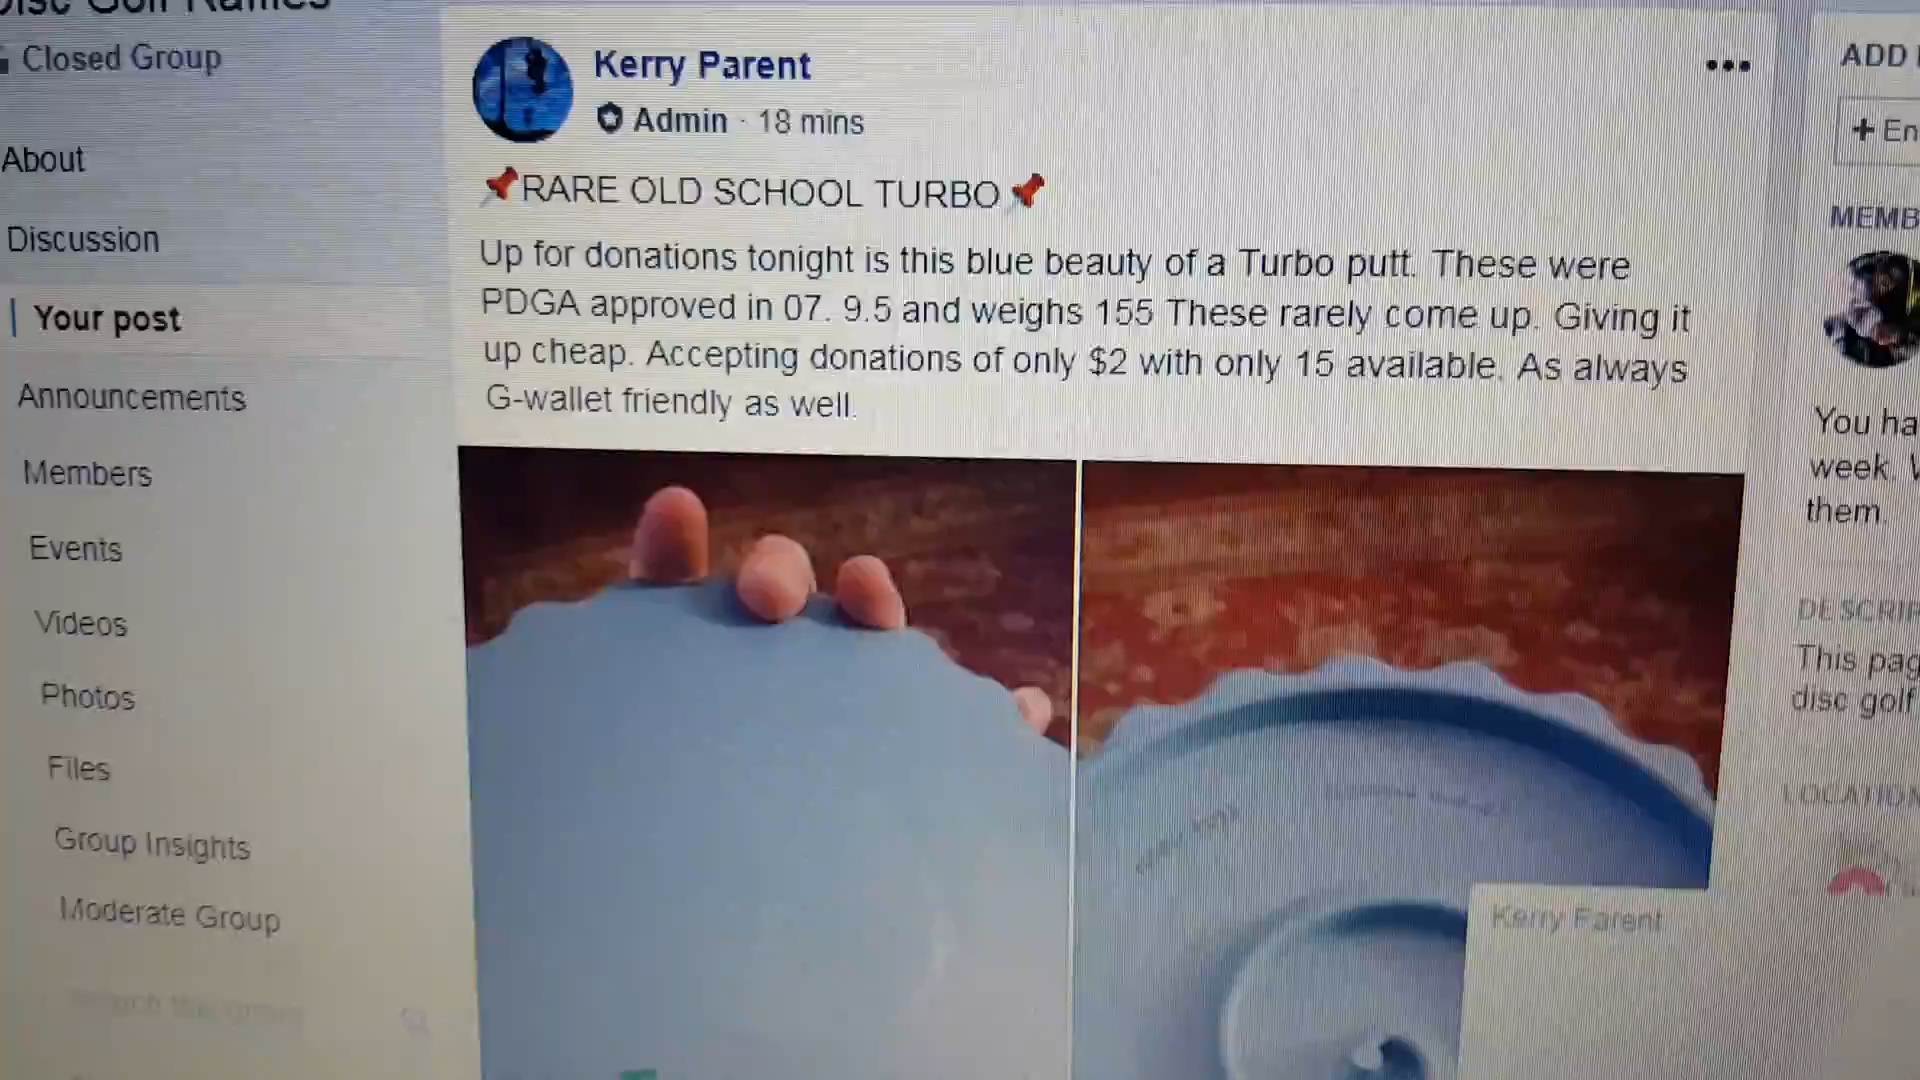 Disc Golf Raffles
Closed Group
About
Discussion
Your post
Announcements
Members
Events
Videos
Photos
Files
Group Insights
Moderate Group
Kerry Parent
Admin · 18 mins
📌RARE OLD SCHOOL TURBO📌
Up for donations tonight is this blue beauty of a Turbo putt. These were
PDGA approved in 07. 9.5 and weighs 155 These rarely come up. Giving it
up cheap. Accepting donations of only $2 with only 15 available. As always
G-wallet friendly as well.
Kerry Parent
ADD
+ En
MEMB
You ha
week.
them.
DESCRIP
This pag
disc golf
LOCATION